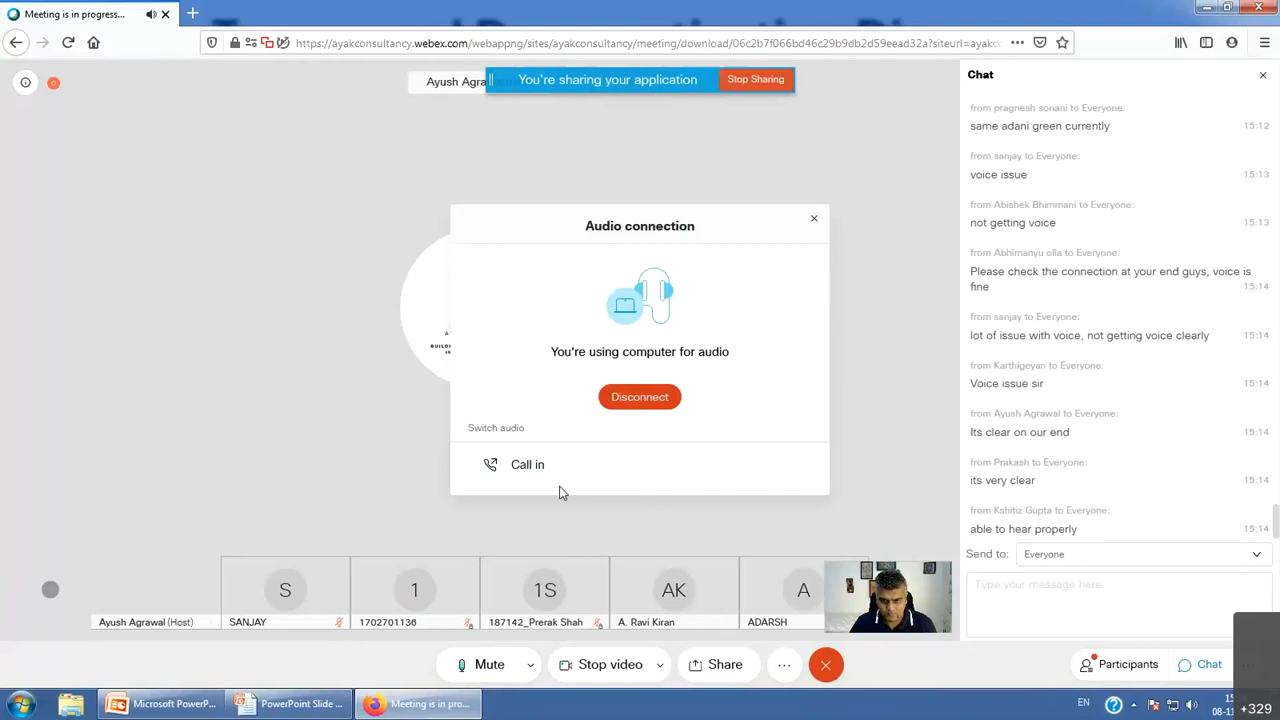 Meeting is in progress...
https://ayakconsultancy.webex.com/webappng/sites/ayakconsultancy/meeting/download/06c2b7f066bd46c29b9db2d59eead32a?siteurl=ayakc
Ayush Agra
You're sharing your application
Stop Sharing
Chat
from pragnesh sonani to Everyone:
same adani green currently 15:12
from sanjay to Everyone:
voice issue 15:13
from Abishek Bhimmani to Everyone:
not getting voice 15:13
from Abhimanyu olla to Everyone:
Please check the connection at your end guys, voice is
fine 15:14
from sanjay to Everyone:
lot of issue with voice, not getting voice clearly 15:14
from Karthigeyan to Everyone:
Voice issue sir 15:14
from Ayush Agrawal to Everyone:
Its clear on our end 15:14
from Prakash to Everyone:
its very clear 15:14
from Kshitiz Gupta to Everyone:
able to hear properly 15:14
Send to: Everyone
Type your message here
Audio connection
You're using computer for audio
Disconnect
Switch audio
Call in
S 1 1S AK A
Ayush Agrawal (Host) SANJAY 1702701136 187142_Prerak Shah A. Ravi Kiran ADARSH
Mute Stop video Share ... Participants Chat
Microsoft PowerP... PowerPoint Slide ... Meeting is in pro... EN
08-11
+329